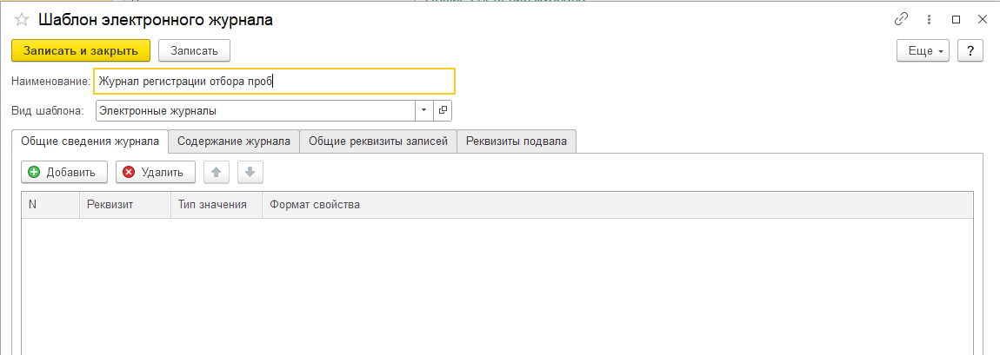 Шаблон электронного журнала
Записать и закрыть Записать Еще ?
Наименование: Журнал регистрации отбора проб
Вид шаблона: Электронные журналы
Общие сведения журнала Содержание журнала Общие реквизиты записей Реквизиты подвала
Добавить Удалить
N Реквизит Тип значения Формат свойства